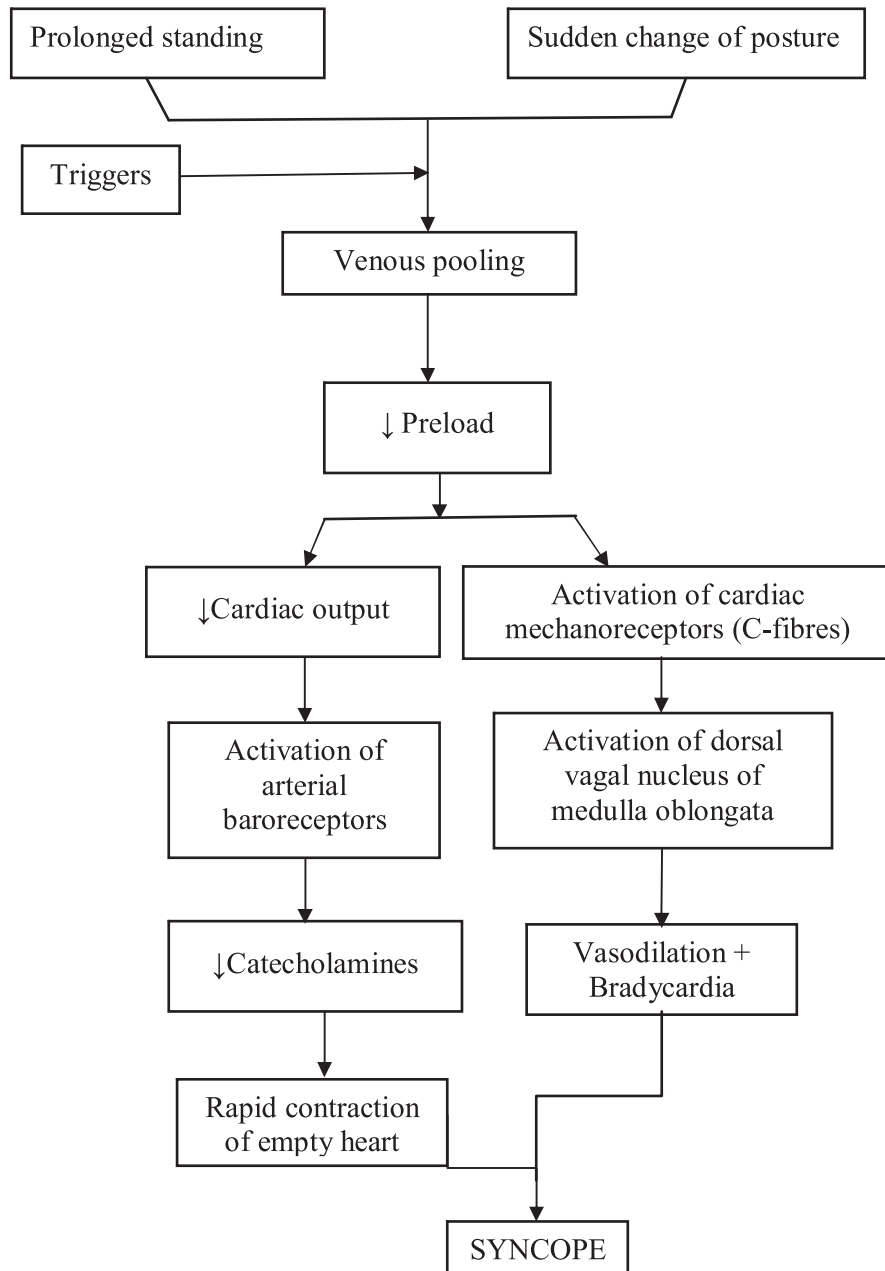 Prolonged standing
Sudden change of posture
Triggers
Venous pooling
↓ Preload
↓Cardiac output
Activation of cardiac
mechanoreceptors (C-fibres)
Activation of
arterial
baroreceptors
Activation of dorsal
vagal nucleus of
medulla oblongata
↓Catecholamines
Vasodilation +
Bradycardia
Rapid contraction
of empty heart
SYNCOPE